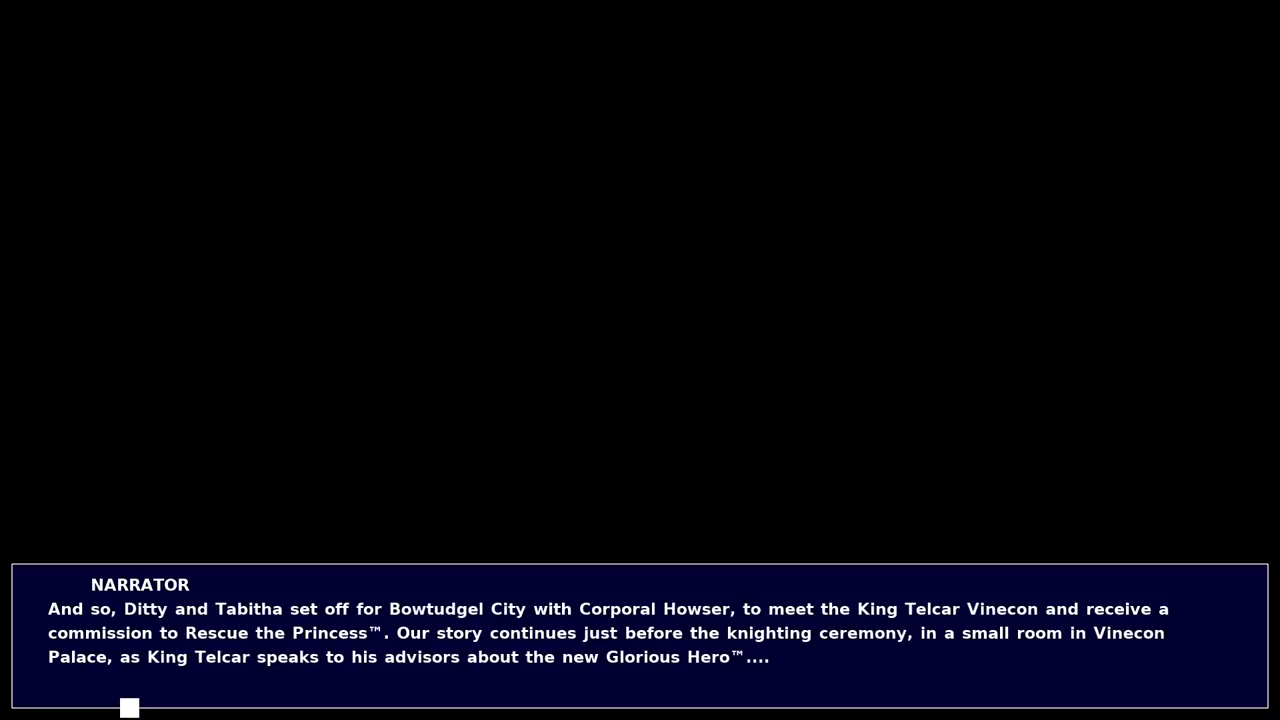 NARRATOR
And so, Ditty and Tabitha set off for Bowtudgel City with Corporal Howser, to meet the King Telcar Vinecon and receive a
commission to Rescue the Princess™. Our story continues just before the knighting ceremony, in a small room in Vinecon
Palace, as King Telcar speaks to his advisors about the new Glorious Hero™....